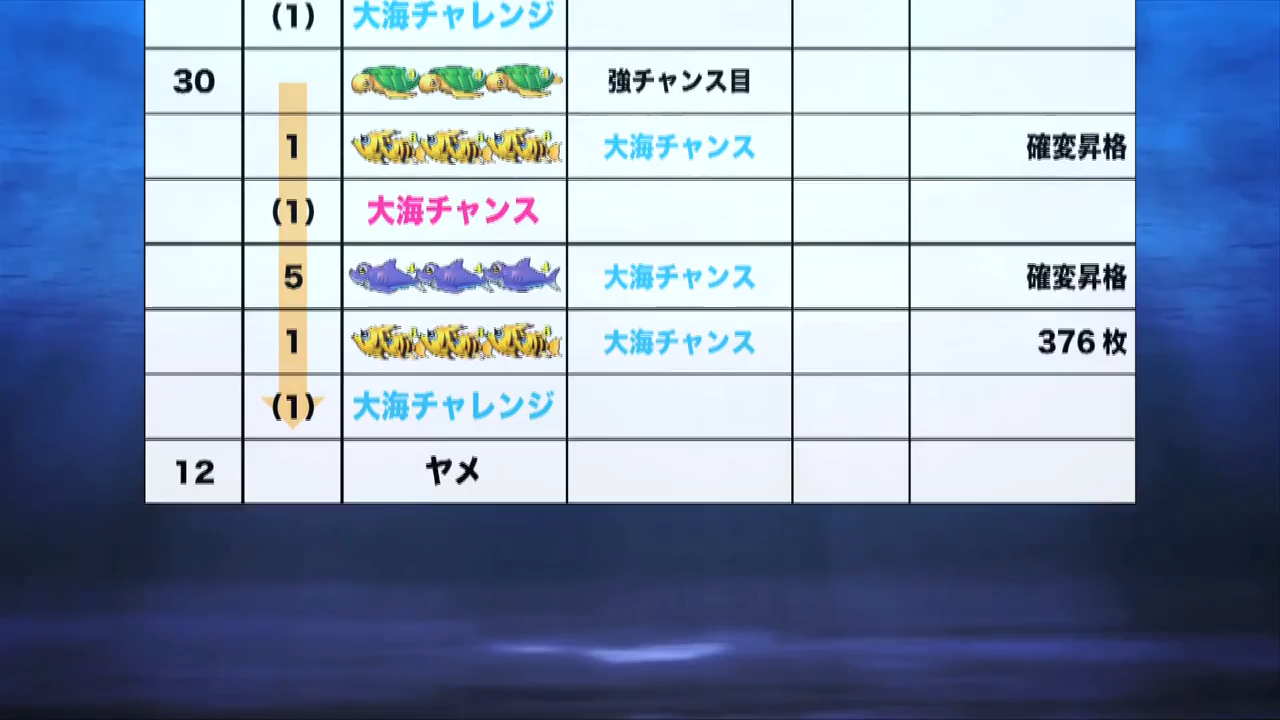 (1) 大海チャレンジ
30 強チャンス目
1 大海チャンス 確変昇格
(1) 大海チャンス
5 大海チャンス 確変昇格
1 大海チャンス 376枚
(1) 大海チャレンジ
12 ヤメ